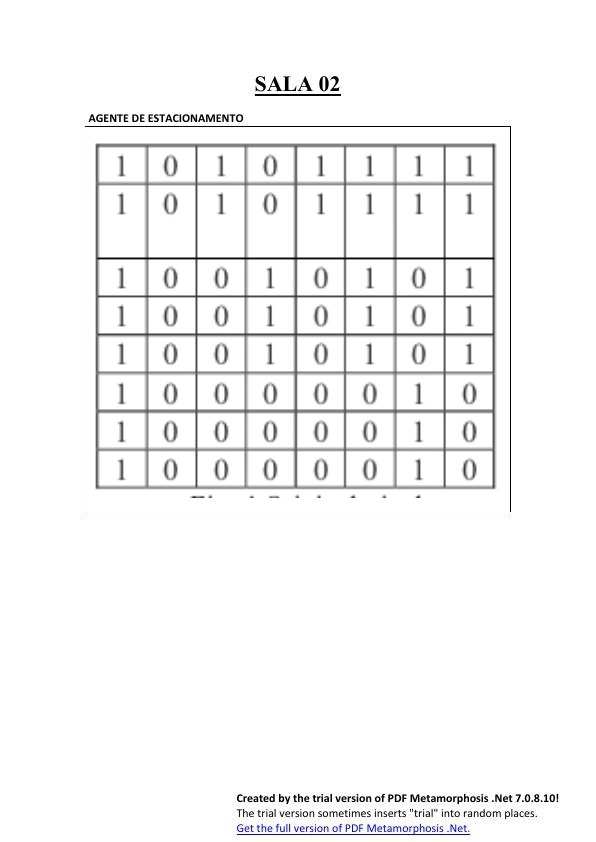 SALA 02
AGENTE DE ESTACIONAMENTO
1 0 1 0 1 1 1 1
1 0 1 0 1 1 1 1
1 0 0 1 0 1 0 1
1 0 0 1 0 1 0 1
1 0 0 1 0 1 0 1
1 0 0 0 0 0 1 0
1 0 0 0 0 0 1 0
1 0 0 0 0 0 1 0
Created by the trial version of PDF Metamorphosis .Net 7.0.8.10!
The trial version sometimes inserts "trial" into random places.
Get the full version of PDF Metamorphosis .Net.